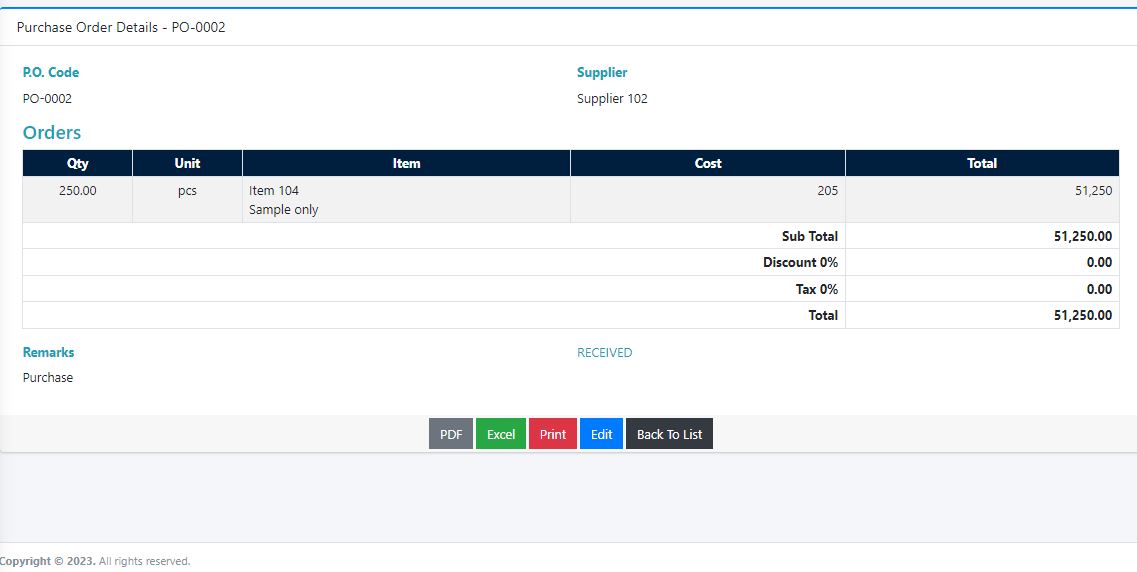 Purchase Order Details - PO-0002
P.O. Code Supplier
PO-0002 Supplier 102
Orders
Qty Unit Item Cost Total
250.00 pcs Item 104 205 51,250
Sample only
Sub Total 51,250.00
Discount 0% 0.00
Tax 0% 0.00
Total 51,250.00
Remarks RECEIVED
Purchase
PDF Excel Print Edit Back To List
Copyright © 2023. All rights reserved.